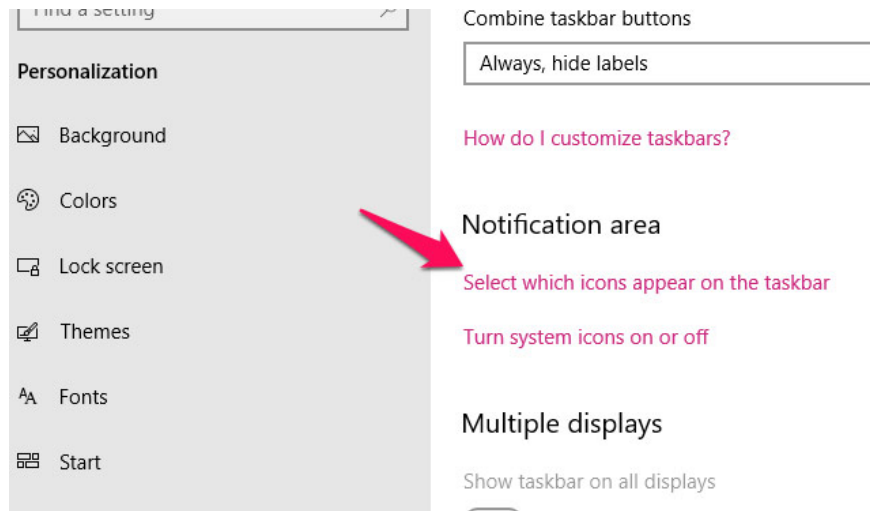 Find a setting
Personalization
Background
Colors
Lock screen
Themes
Fonts
Start
Combine taskbar buttons
Always, hide labels
How do I customize taskbars?
Notification area
Select which icons appear on the taskbar
Turn system icons on or off
Multiple displays
Show taskbar on all displays